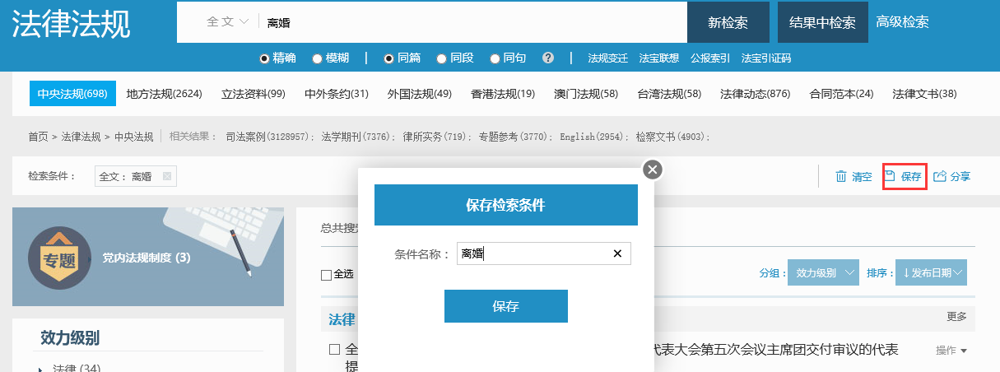 法律法规
全文 离婚 新检索 结果中检索 高级检索
精确 模糊 | 同篇 同段 同句 ? | 法规变迁 法宝联想 公报索引 法宝引证码
中央法规(698) 地方法规(2624) 立法资料(99) 中外条约(31) 外国法规(49) 香港法规(19) 澳门法规(58) 台湾法规(58) 法律动态(876) 合同范本(24) 法律文书(38)
首页 > 法律法规 > 中央法规 相关结果： 司法案例(3128957)； 法学期刊(7376)； 律所实务(719)； 专题参考(3770)； English(2954)； 检察文书(4903)；
检索条件： 全文： 离婚 清空 保存 分享
保存检索条件
条件名称： 离婚
保存
专题 党内法规制度 (3)
效力级别
法律 (34)
总共搜
全选 分组： 效力级别 排序： ↓发布日期
法律 更多
全 代表大会第五次会议主席团交付审议的代表 操作
提